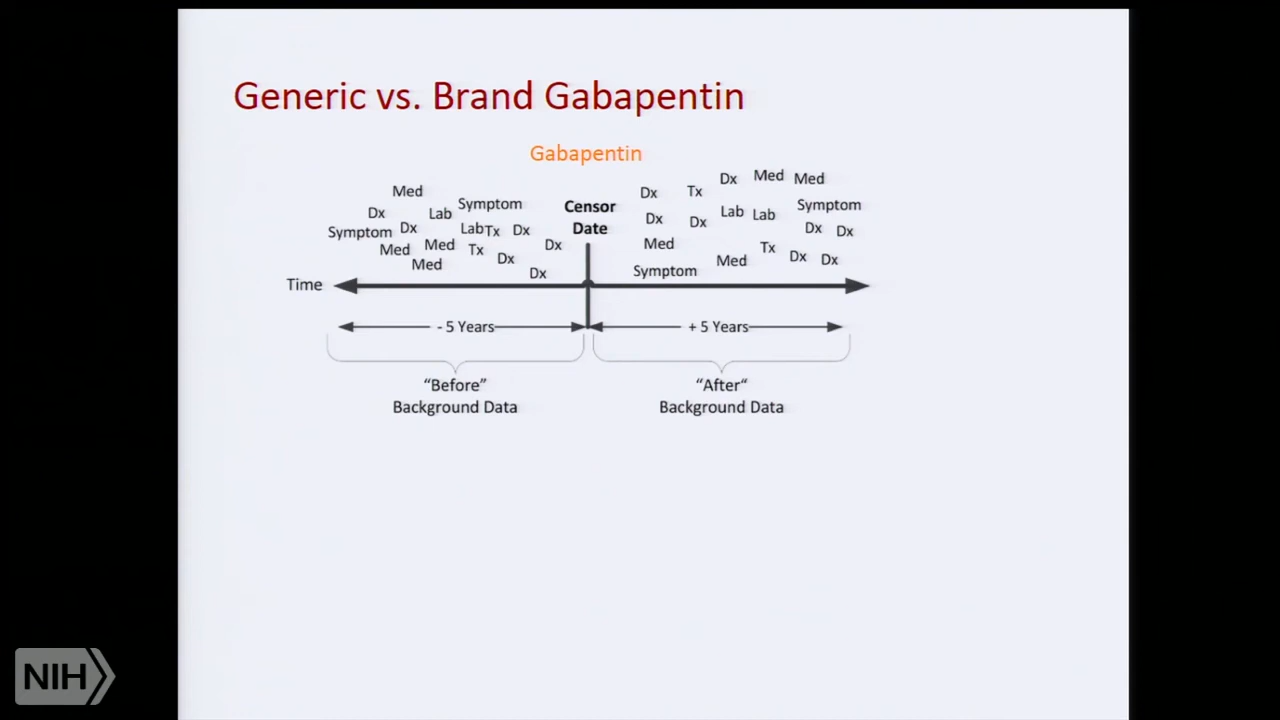 Generic vs. Brand Gabapentin
Gabapentin
Med
Dx
Lab
Symptom
Symptom
Dx
Lab
Tx
Dx
Med
Med
Tx
Dx
Med
Dx
Dx
Censor
Date
Dx
Tx
Dx
Med
Med
Dx
Dx
Lab
Lab
Symptom
Dx
Dx
Med
Tx
Symptom
Med
Dx
Dx
Time
- 5 Years
+ 5 Years
“Before”
Background Data
“After“
Background Data
NIH